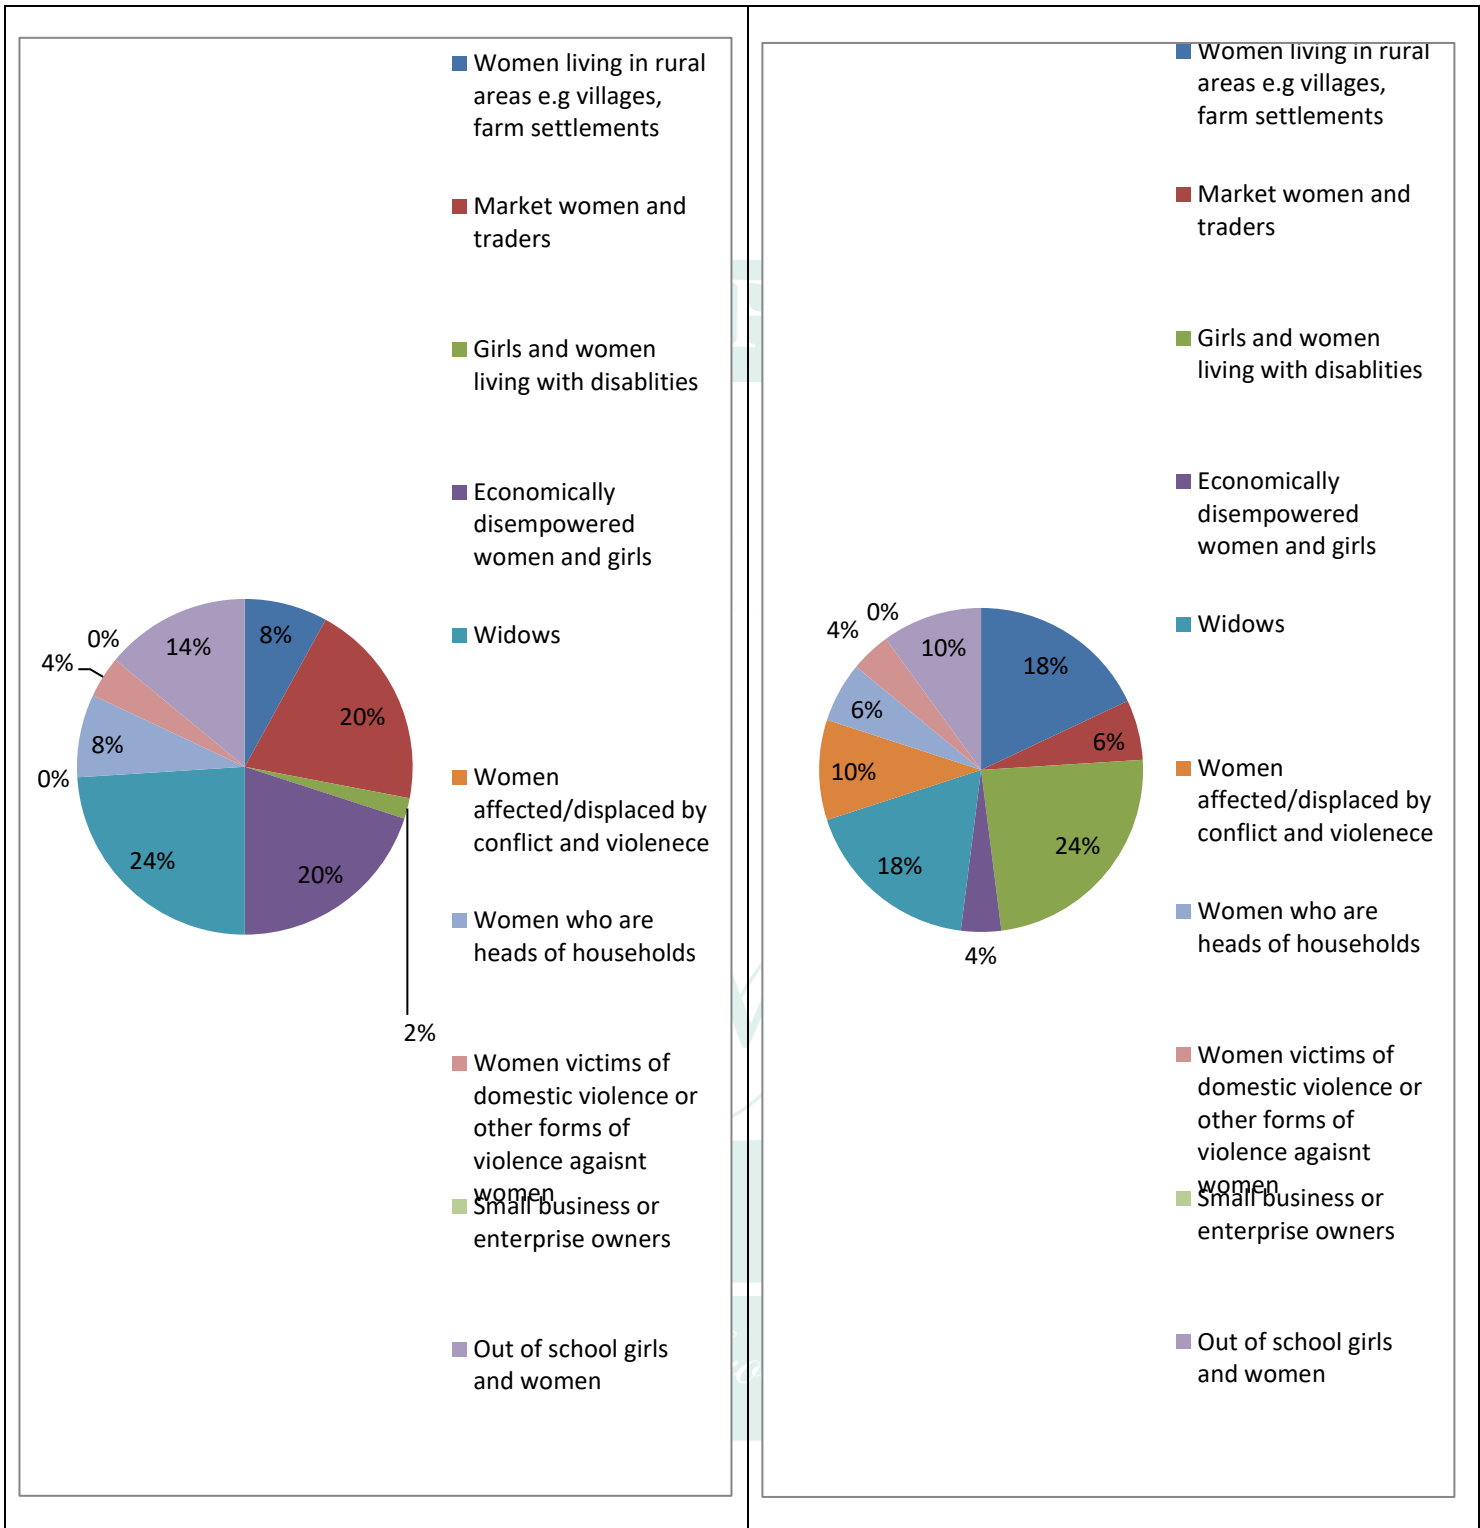 Women living in rural
areas e.g villages,
farm settlements
Market women and
traders
Girls and women
living with disablities
Economically
disempowered
women and girls
Widows
Women
affected/displaced by
conflict and violenece
Women who are
heads of households
Women victims of
domestic violence or
other forms of
violence agaisnt
women
Small business or
enterprise owners
Out of school girls
and women
8%
20%
2%
20%
24%
0%
8%
4%
0%
14%
Women living in rural
areas e.g villages,
farm settlements
Market women and
traders
Girls and women
living with disablities
Economically
disempowered
women and girls
Widows
Women
affected/displaced by
conflict and violenece
Women who are
heads of households
Women victims of
domestic violence or
other forms of
violence agaisnt
women
Small business or
enterprise owners
Out of school girls
and women
18%
6%
24%
4%
18%
10%
6%
4%
0%
10%